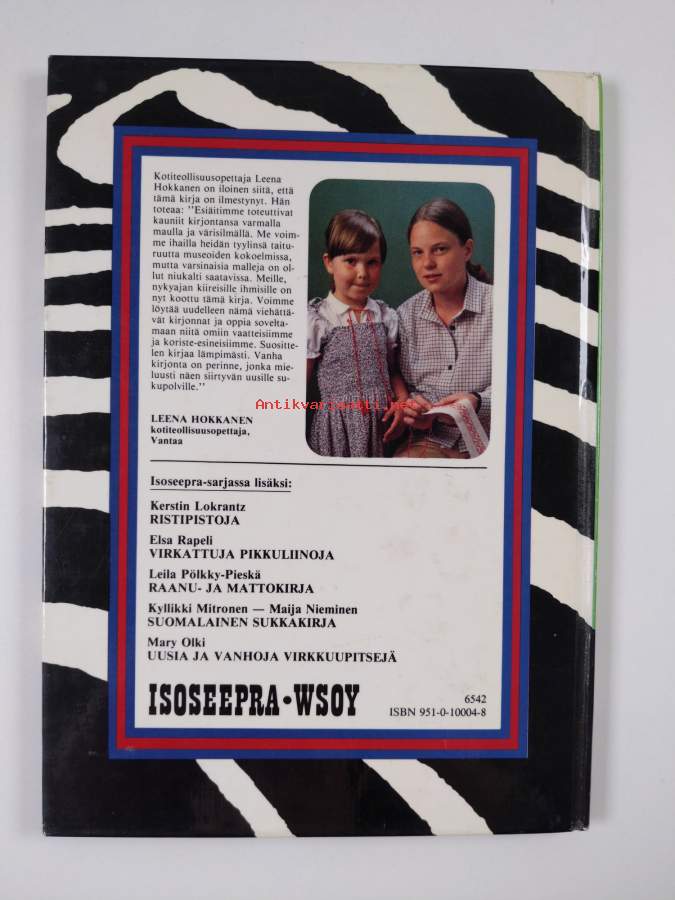 Kotiteollisuusopettaja Leena
Hokkanen on iloinen siitä, että
tämä kirja on ilmestynyt. Hän
toteaa: "Esiäitimme toteuttivat
kauniit kirjontansa varmalla
maulla ja värisilmällä. Me voim-
me ihailla heidän tyylinsä taitu-
ruutta museoiden kokoelmissa,
mutta varsinaisia malleja on ol-
lut niukalti saatavissa. Meille,
nykyajan kiireisille ihmisille on
nyt koottu tämä kirja. Voimme
löytää uudelleen nämä viehättä-
vät kirjonnat ja oppia sovelta-
maan niitä omiin vaatteisiimme
ja koriste-esineisiimme. Suositte-
len kirjaa lämpimästi. Vanha
kirjonta on perinne, jonka mie-
luusti näen siirtyvän uusille su-
kupolville."
LEENA HOKKANEN
kotiteollisuusopettaja,
Vantaa
Antikvariaatti.net
Isoseepra-sarjassa lisäksi:
Kerstin Lokrantz
RISTIPISTOJA
Elsa Rapeli
VIRKATTUJA PIKKULIINOJA
Leila Pölkky-Pieskä
RAANU- JA MATTOKIRJA
Kyllikki Mitronen — Maija Nieminen
SUOMALAINEN SUKKAKIRJA
Mary Olki
UUSIA JA VANHOJA VIRKKUUPITSEJÄ
ISOSEEPRA•WSOY
6542
ISBN 951-0-10004-8